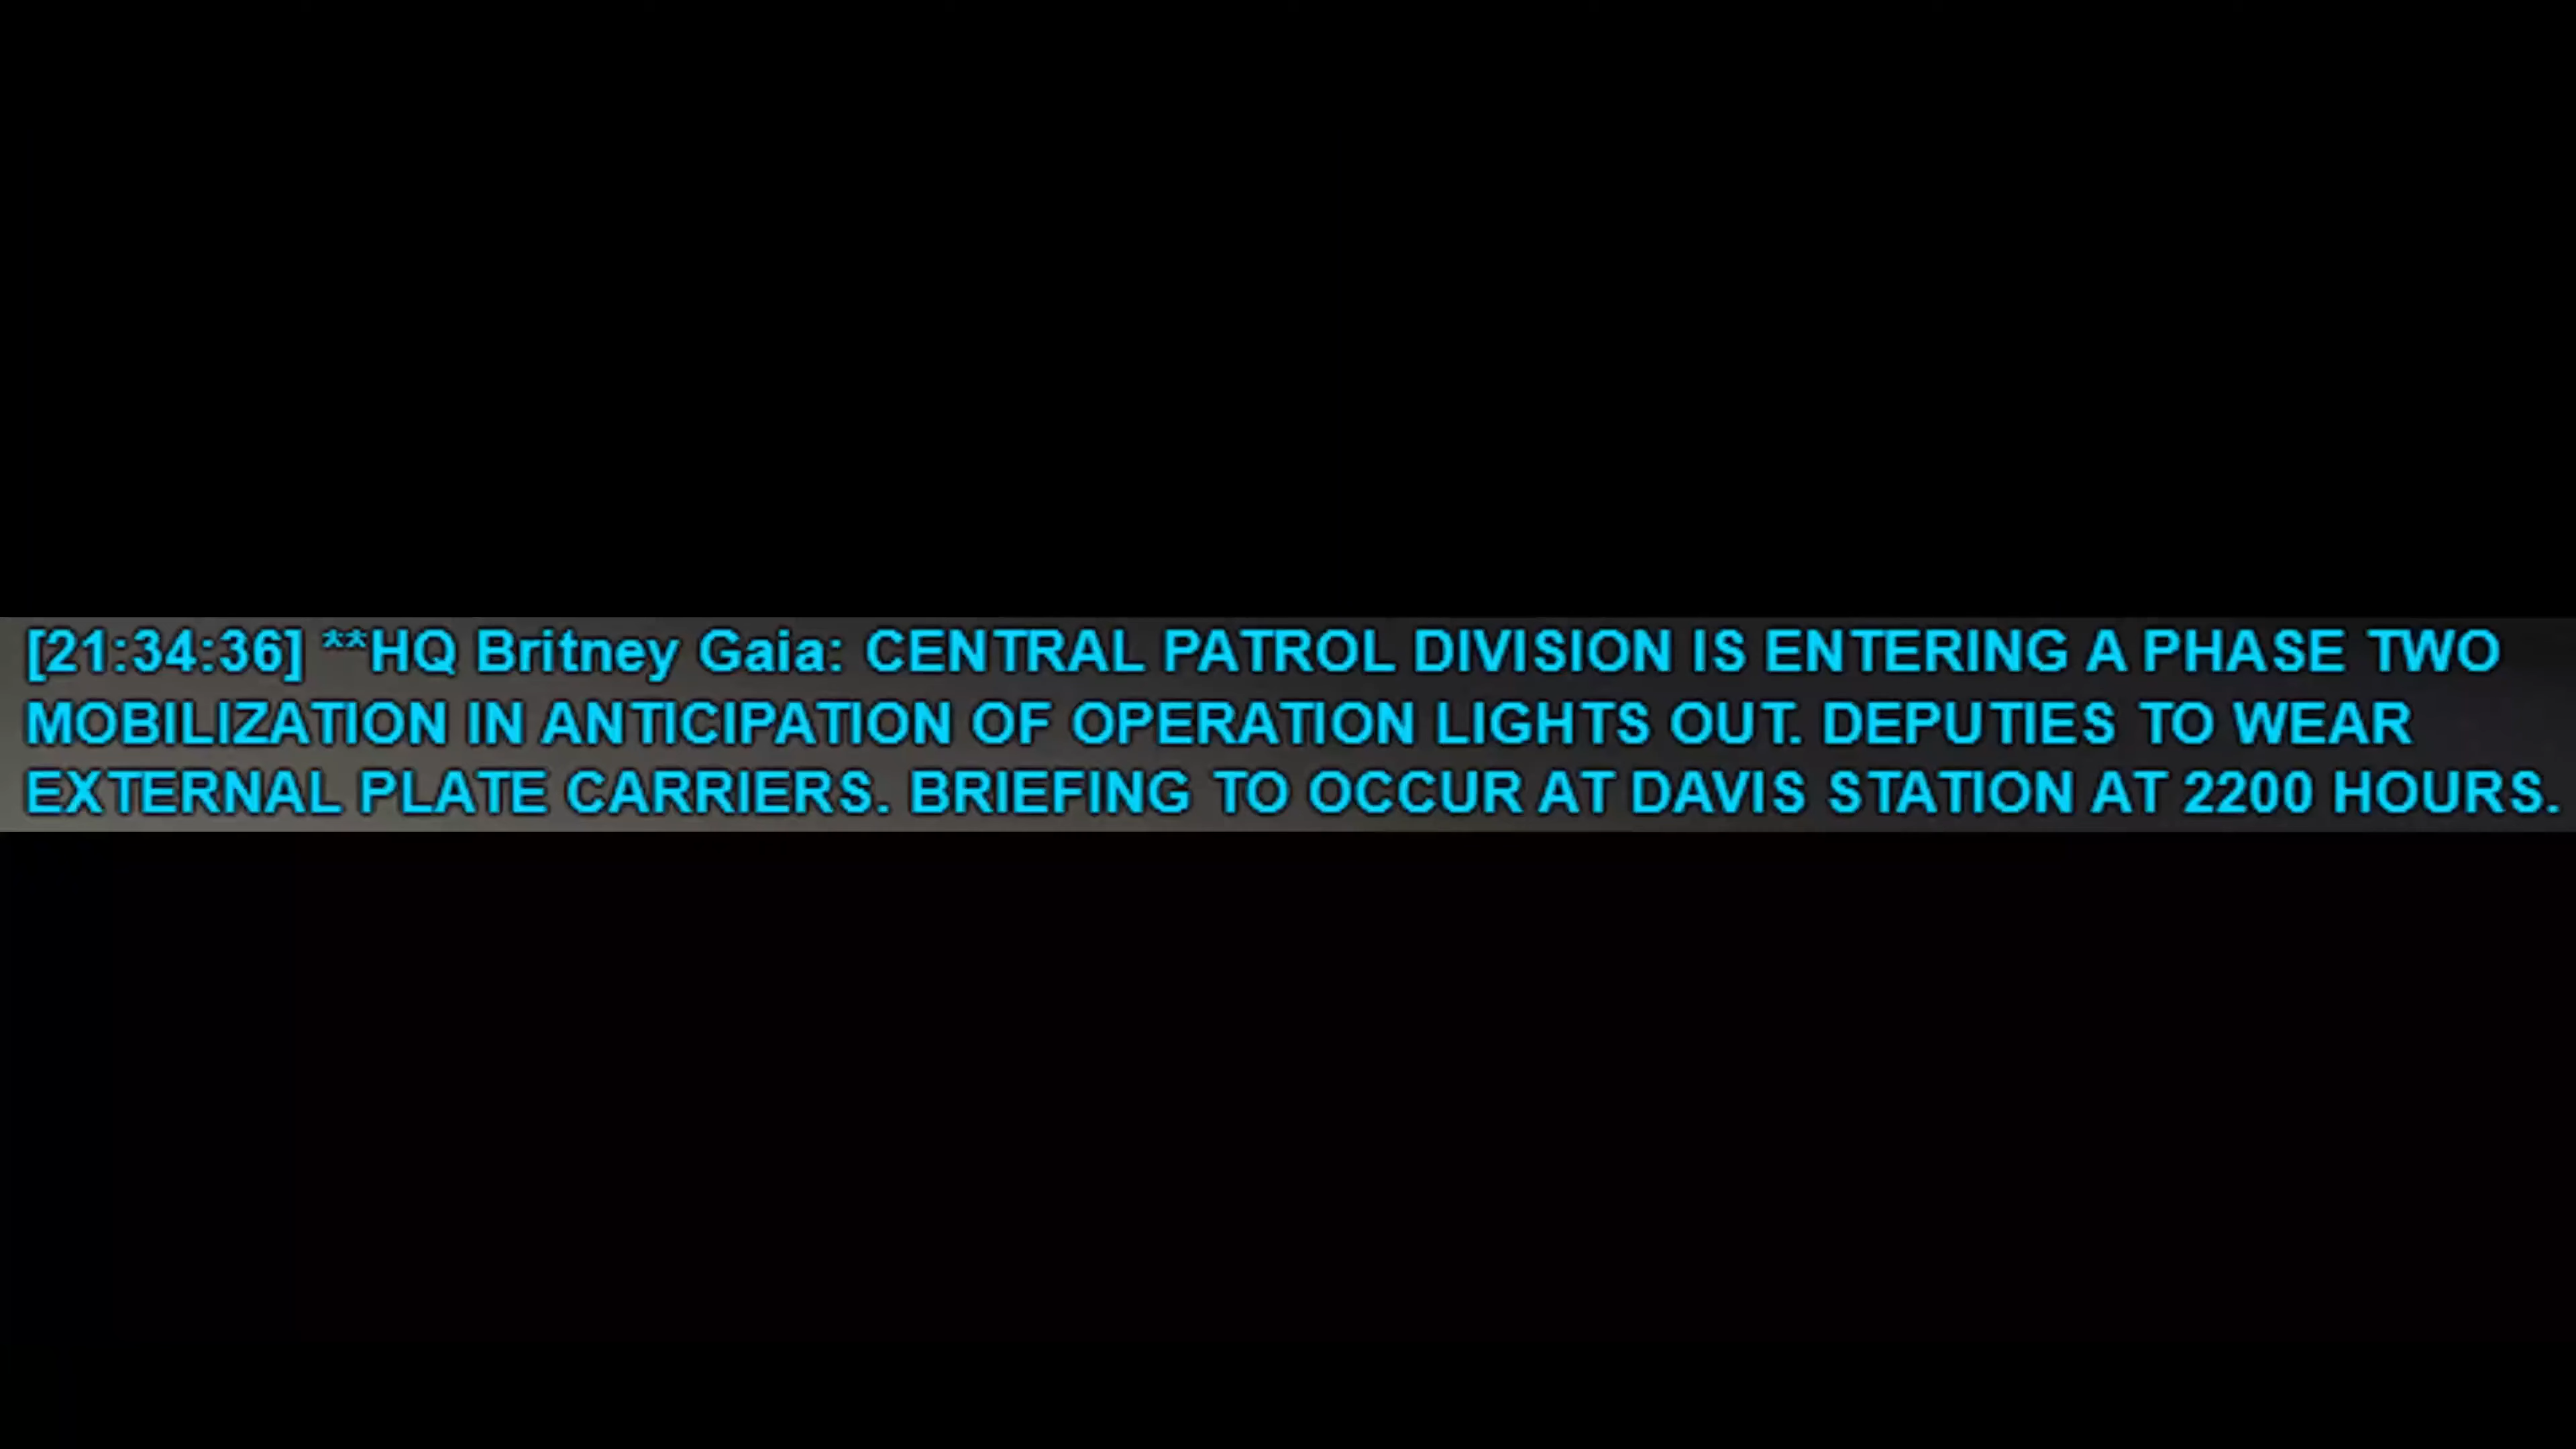 [21:34:36] **HQ Britney Gaia: CENTRAL PATROL DIVISION IS ENTERING A PHASE TWO
MOBILIZATION IN ANTICIPATION OF OPERATION LIGHTS OUT. DEPUTIES TO WEAR
EXTERNAL PLATE CARRIERS. BRIEFING TO OCCUR AT DAVIS STATION AT 2200 HOURS.